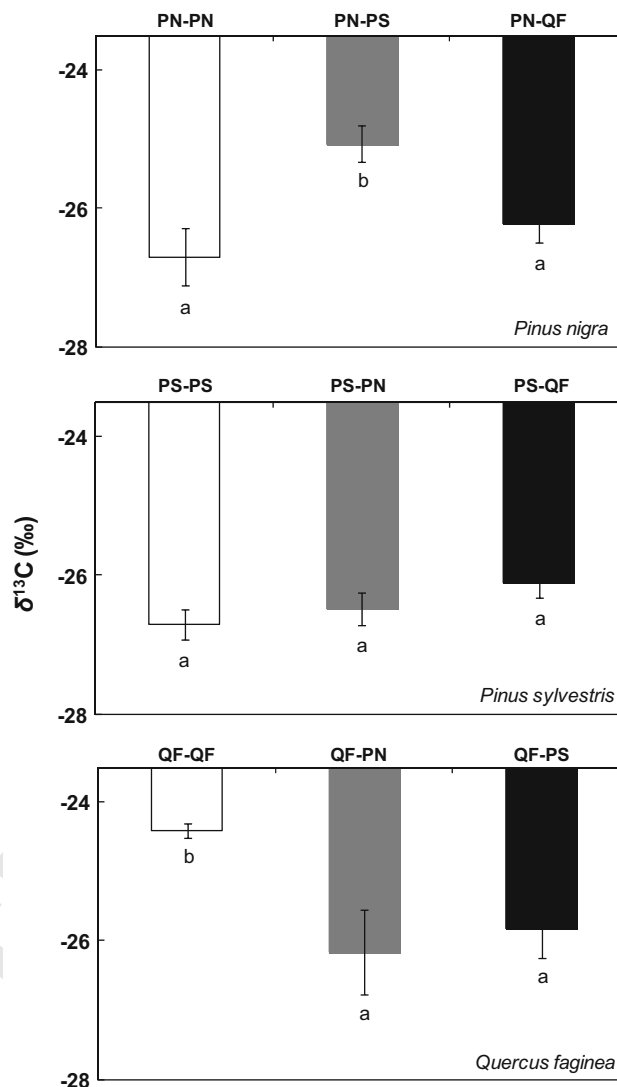 PN-PN PN-PS PN-QF
-24
b
-26
a a
Pinus nigra
-28
PS-PS PS-PN PS-QF
-24
δ¹³C (‰)
-26
a a a
Pinus sylvestris
-28
QF-QF QF-PN QF-PS
-24
b
-26
a a
Quercus faginea
-28